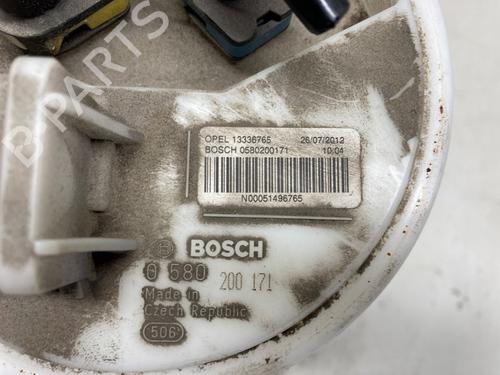 B-PARTS
OPEL 13336765 26/07/2012
BOSCH 0580200171 10:04
N00051496765
BOSCH
0 580 200 171
Made in
Czech Republic
506